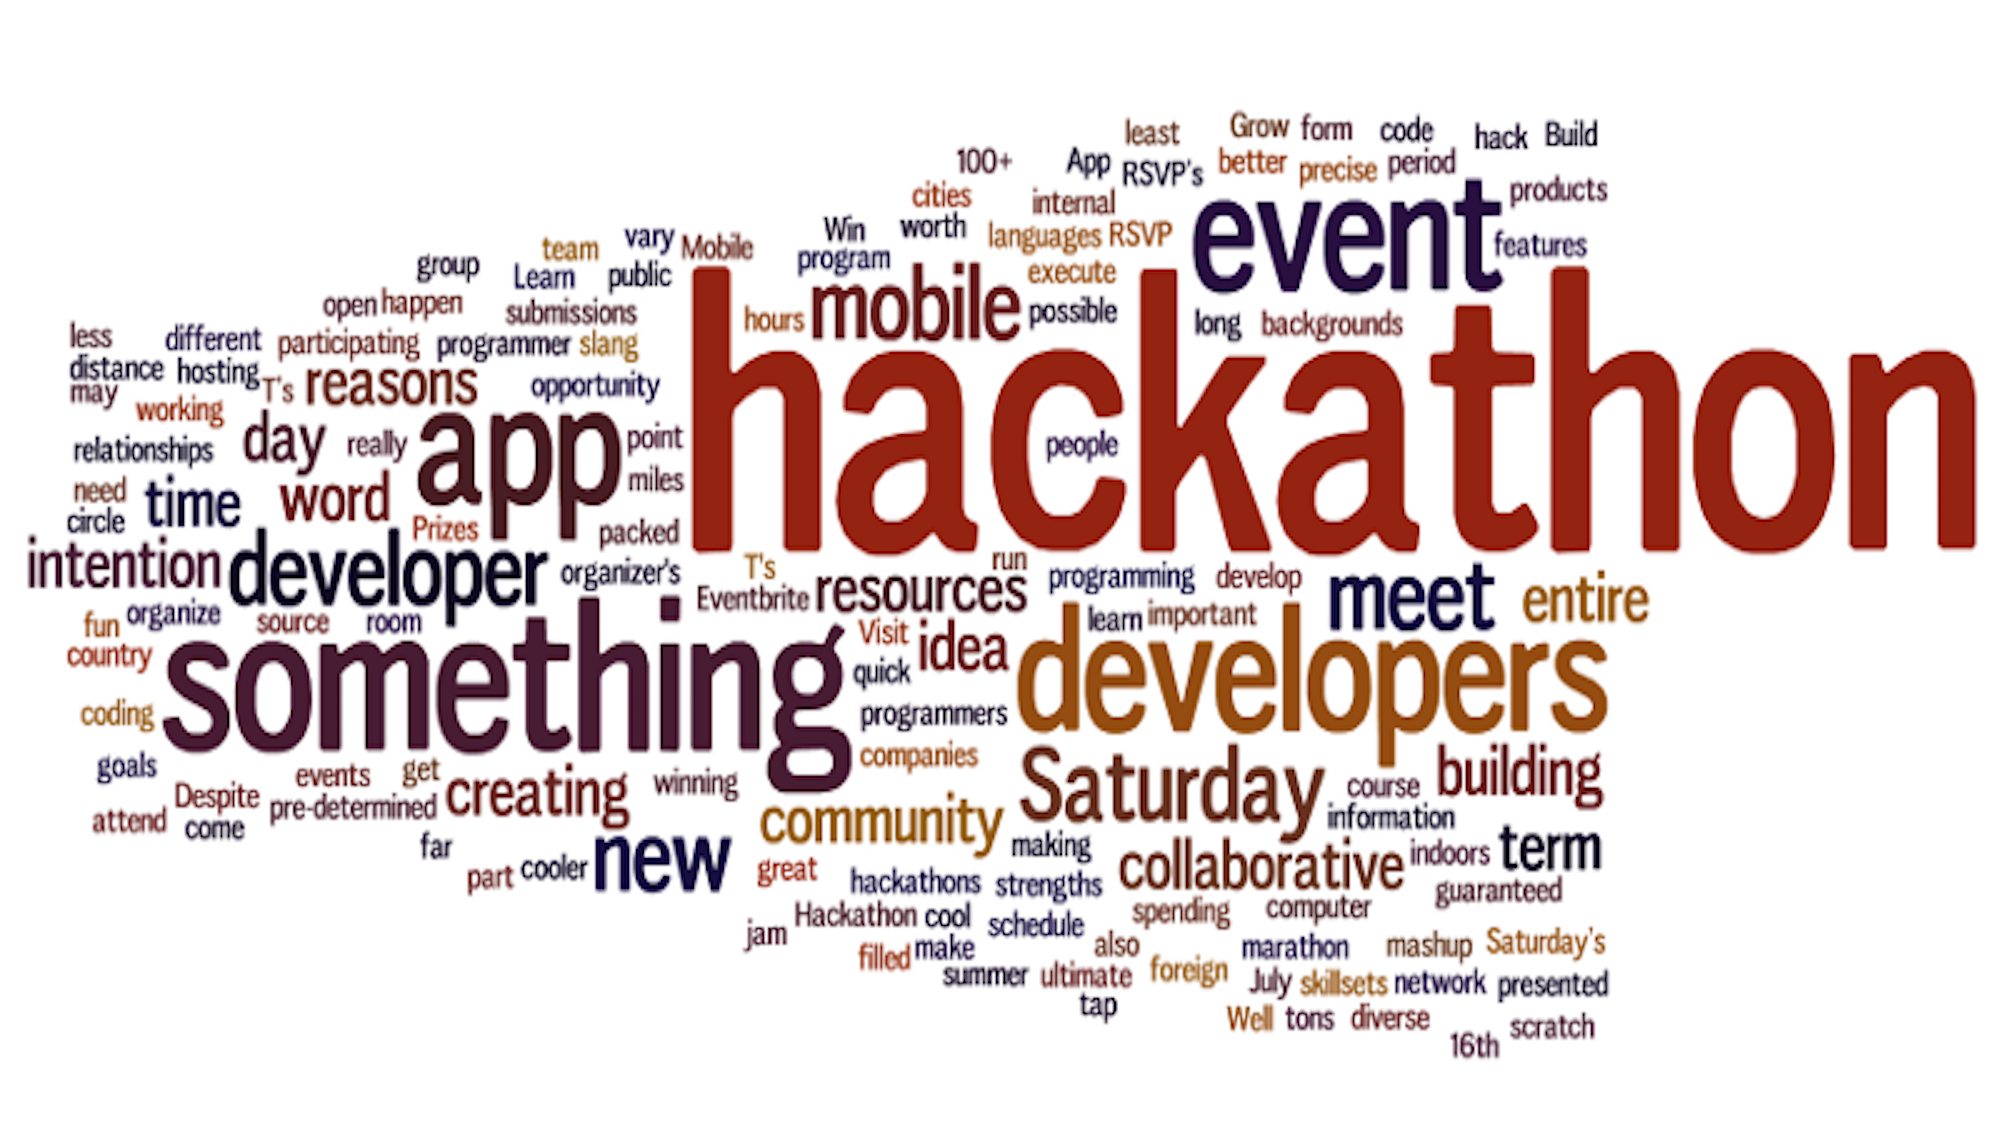 least Grow form code hack Build
100+ App RSVP's better precise period
cities internal products
vary Mobile Win worth languages RSVP event features
group team Learn public program execute
open happen submissions hours mobile possible long backgrounds
less different participating programmer slang
distance hosting T's reasons opportunity hackathon
may working
relationships day really app point people
need time word miles
circle Prizes packed
intention developer organizer's T's run programming develop meet entire
Eventbrite resources
fun organize source room learn important
country something Visit idea developers
quick
coding programmers
goals events get companies Saturday course building
attend Despite pre-determined creating winning
come community information
far making collaborative indoors term
part cooler new great hackathons strengths guaranteed
jam Hackathon cool schedule spending computer
filled make also marathon mashup Saturday's
summer ultimate foreign July skillsets network presented
tap Well tons diverse scratch
16th